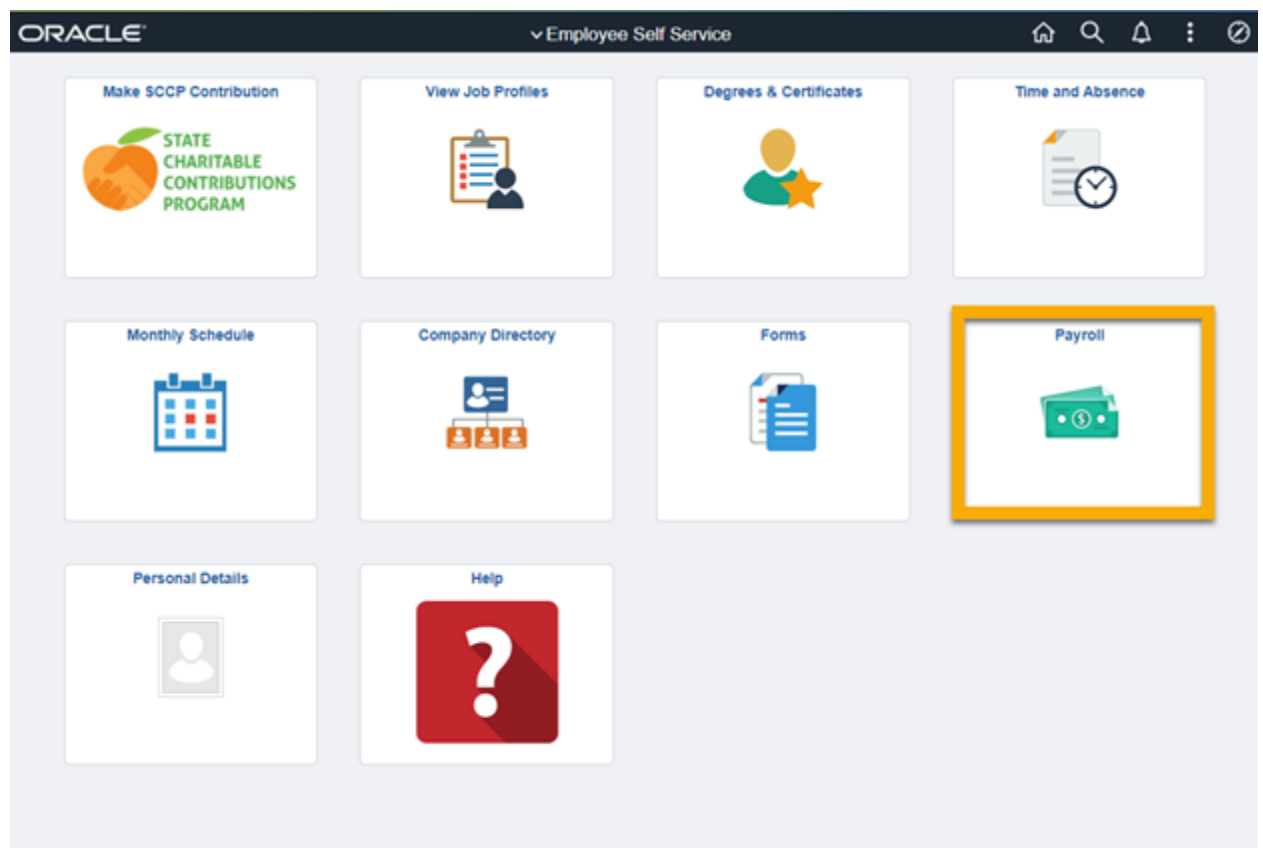 ORACLE
Employee Self Service
Make SCCP Contribution
STATE
CHARITABLE
CONTRIBUTIONS
PROGRAM
View Job Profiles
Degrees & Certificates
Time and Absence
Monthly Schedule
Company Directory
Forms
Payroll
$
Personal Details
Help
?